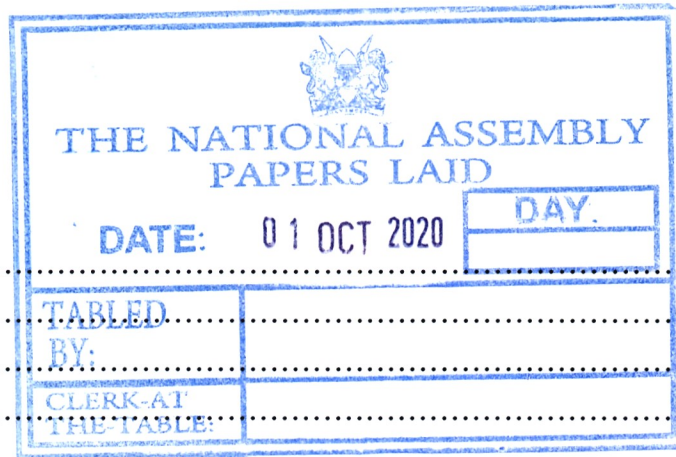 THE NATIONAL ASSEMBLY
PAPERS LAID
DATE: 01 OCT 2020 DAY.
TABLED
BY:
CLERK-AT
THE-TABLE: